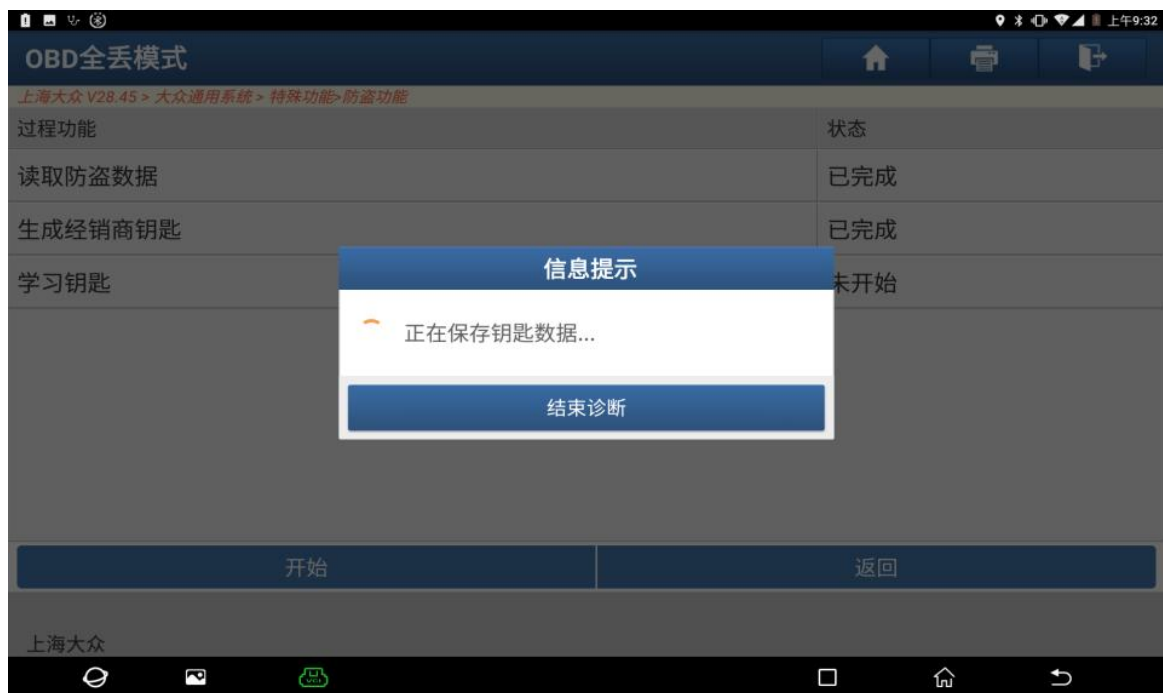 上午9:32
OBD全丢模式
上海大众 V28.45 > 大众通用系统 > 特殊功能>防盗功能
过程功能 状态
读取防盗数据 已完成
生成经销商钥匙 已完成
信息提示
学习钥匙 未开始
正在保存钥匙数据...
结束诊断
开始 返回
上海大众
VCI